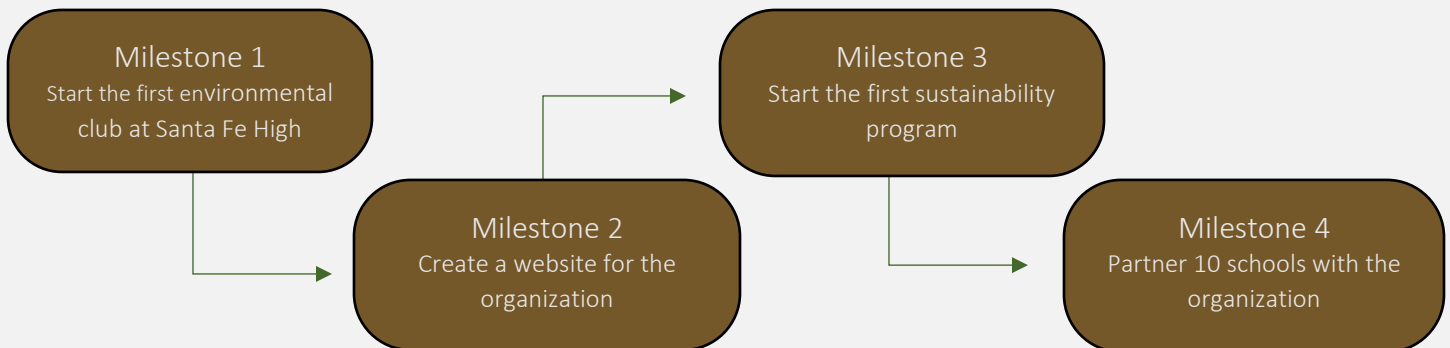 Milestone 1
Start the first environmental
club at Santa Fe High
Milestone 2
Create a website for the
organization
Milestone 3
Start the first sustainability
program
Milestone 4
Partner 10 schools with the
organization